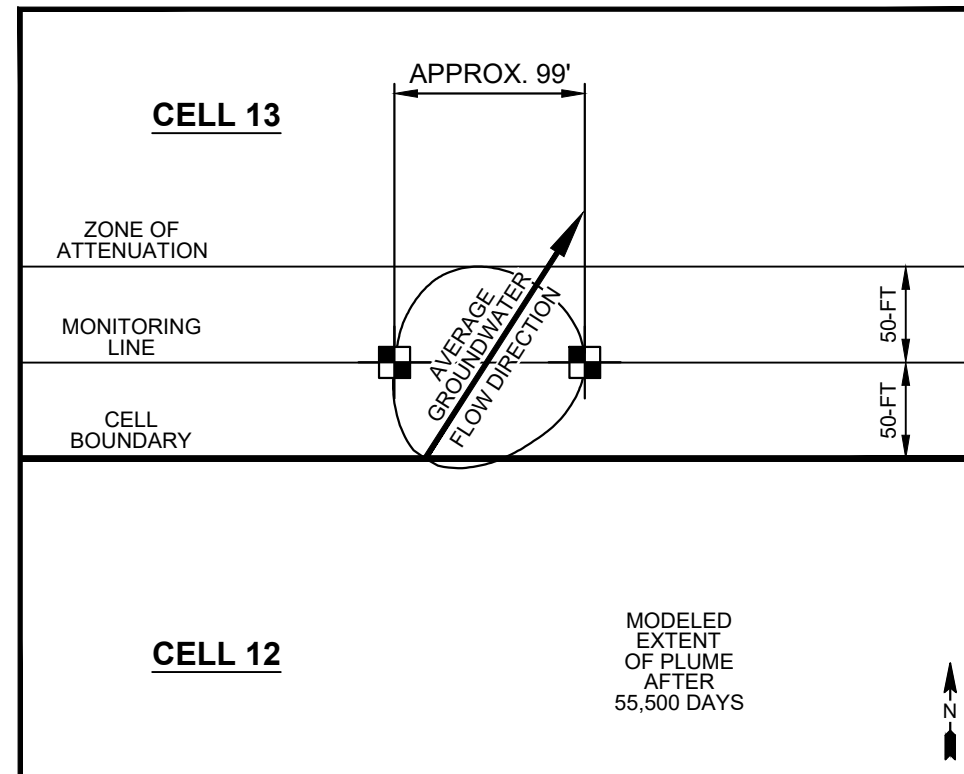 APPROX. 99'
CELL 13
ZONE OF
ATTENUATION
AVERAGE
GROUNDWATER
FLOW DIRECTION
50-FT
MONITORING
LINE
50-FT
CELL
BOUNDARY
CELL 12
MODELED
EXTENT
OF PLUME
AFTER
55,500 DAYS
N